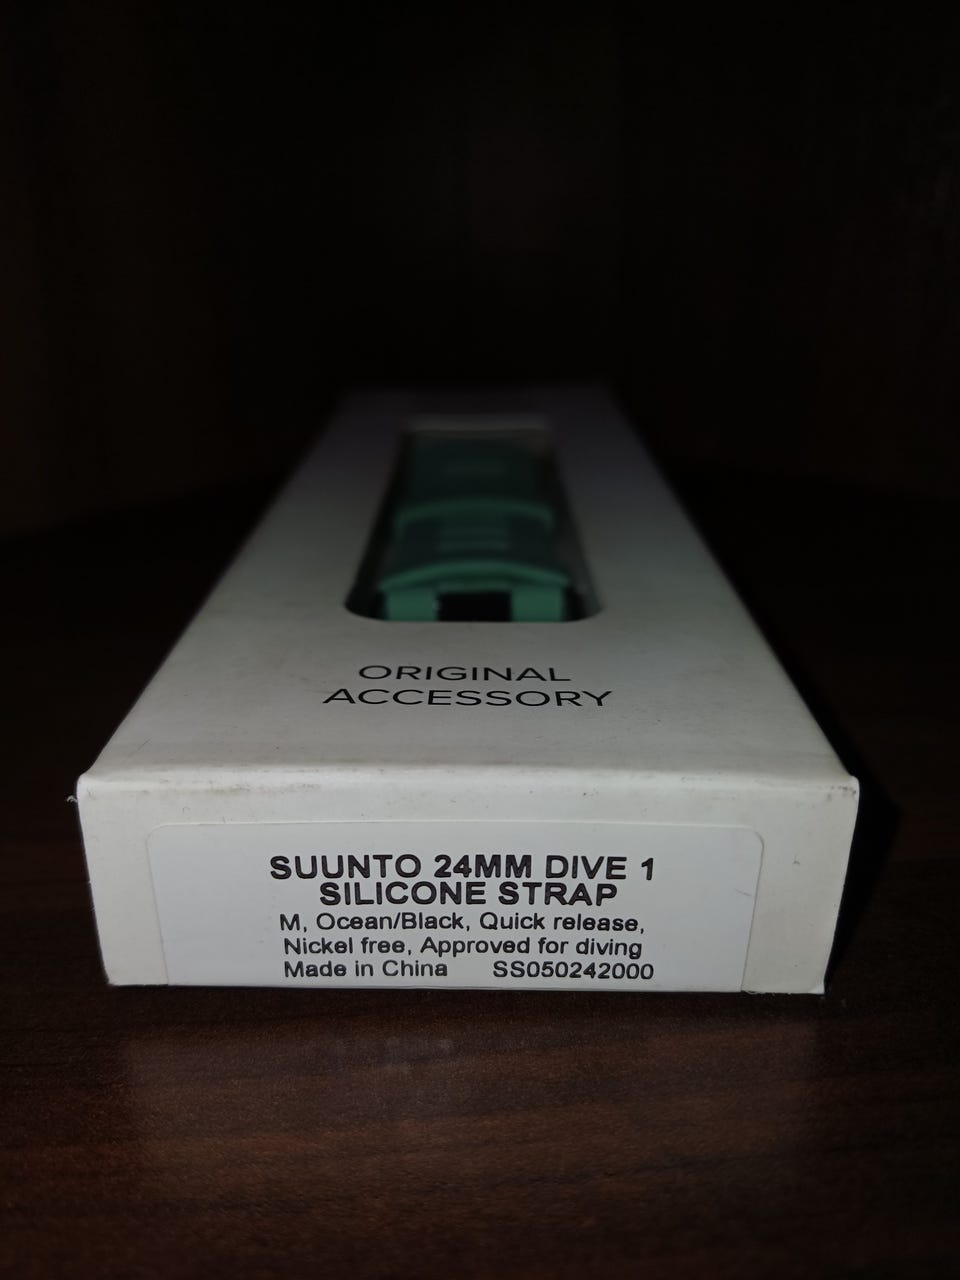 ORIGINAL
ACCESSORY
SUUNTO 24MM DIVE 1
SILICONE STRAP
M, Ocean/Black, Quick release,
Nickel free, Approved for diving
Made in China SS050242000